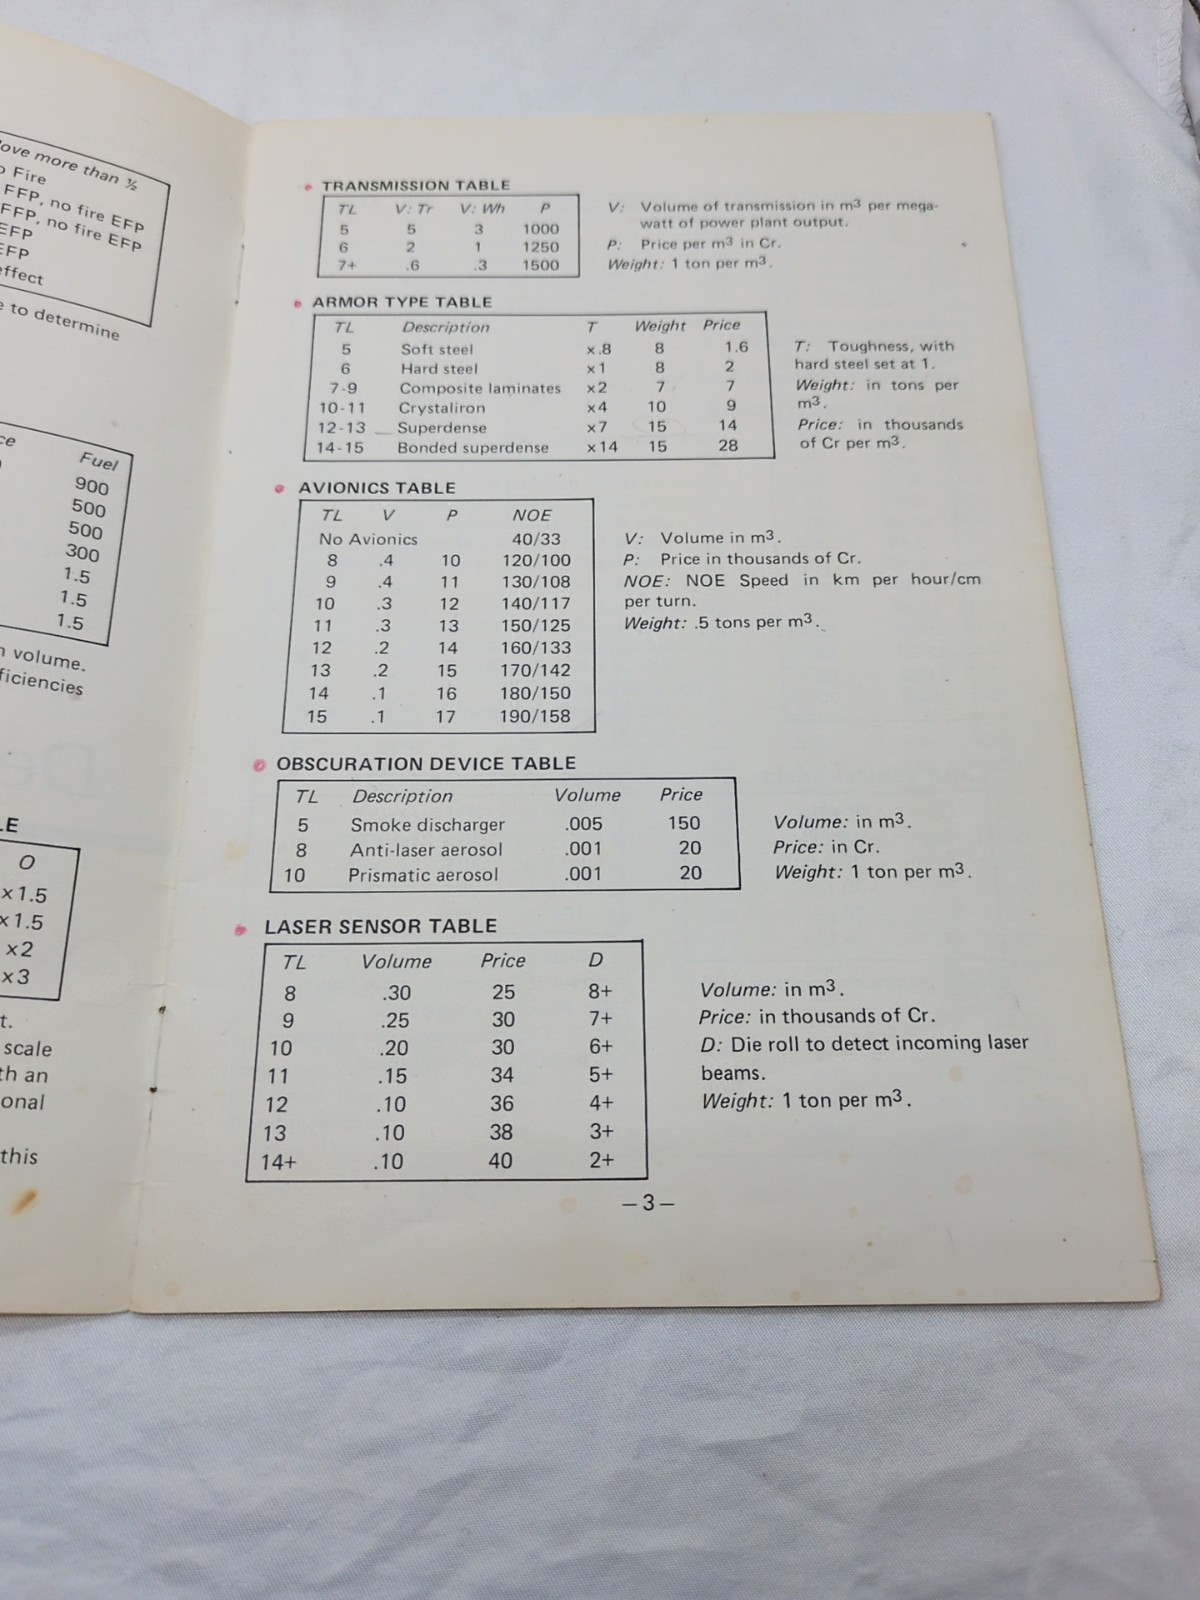 ove more than ½
Fire
FFP, no fire EFP
FFP, no fire EFP
EFP
EFP
effect
to determine
Fuel
900
500
500
300
1.5
1.5
1.5
volume.
O
×1.5
×1.5
×2
×3
t.
scale
an
onal
this
TRANSMISSION TABLE
TL V: Tr V: Wh P
5 5 3 1000
6 2 1 1250
7+ .6 .3 1500
V: Volume of transmission in m3 per mega-
watt of power plant output.
P: Price per m3 in Cr.
Weight: 1 ton per m3.
ARMOR TYPE TABLE
TL Description T Weight Price
5 Soft steel x.8 8 1.6
6 Hard steel x1 8 2
7-9 Composite laminates x2 7 7
10-11 Crystaliron x4 10 9
12-13 Superdense x7 15 14
14-15 Bonded superdense x14 15 28
T: Toughness, with
hard steel set at 1.
Weight: in tons per
m3.
Price: in thousands
of Cr per m3.
AVIONICS TABLE
TL V P NOE
No Avionics 40/33
8 .4 10 120/100
9 .4 11 130/108
10 .3 12 140/117
11 .3 13 150/125
12 .2 14 160/133
13 .2 15 170/142
14 .1 16 180/150
15 .1 17 190/158
V: Volume in m3.
P: Price in thousands of Cr.
NOE: NOE Speed in km per hour/cm
per turn.
Weight: .5 tons per m3.
OBSCURATION DEVICE TABLE
TL Description Volume Price
5 Smoke discharger .005 150
8 Anti-laser aerosol .001 20
10 Prismatic aerosol .001 20
Volume: in m3.
Price: in Cr.
Weight: 1 ton per m3.
LASER SENSOR TABLE
TL Volume Price D
8 .30 25 8+
9 .25 30 7+
10 .20 30 6+
11 .15 34 5+
12 .10 36 4+
13 .10 38 3+
14+ .10 40 2+
Volume: in m3.
Price: in thousands of Cr.
D: Die roll to detect incoming laser
beams.
Weight: 1 ton per m3.
—3—